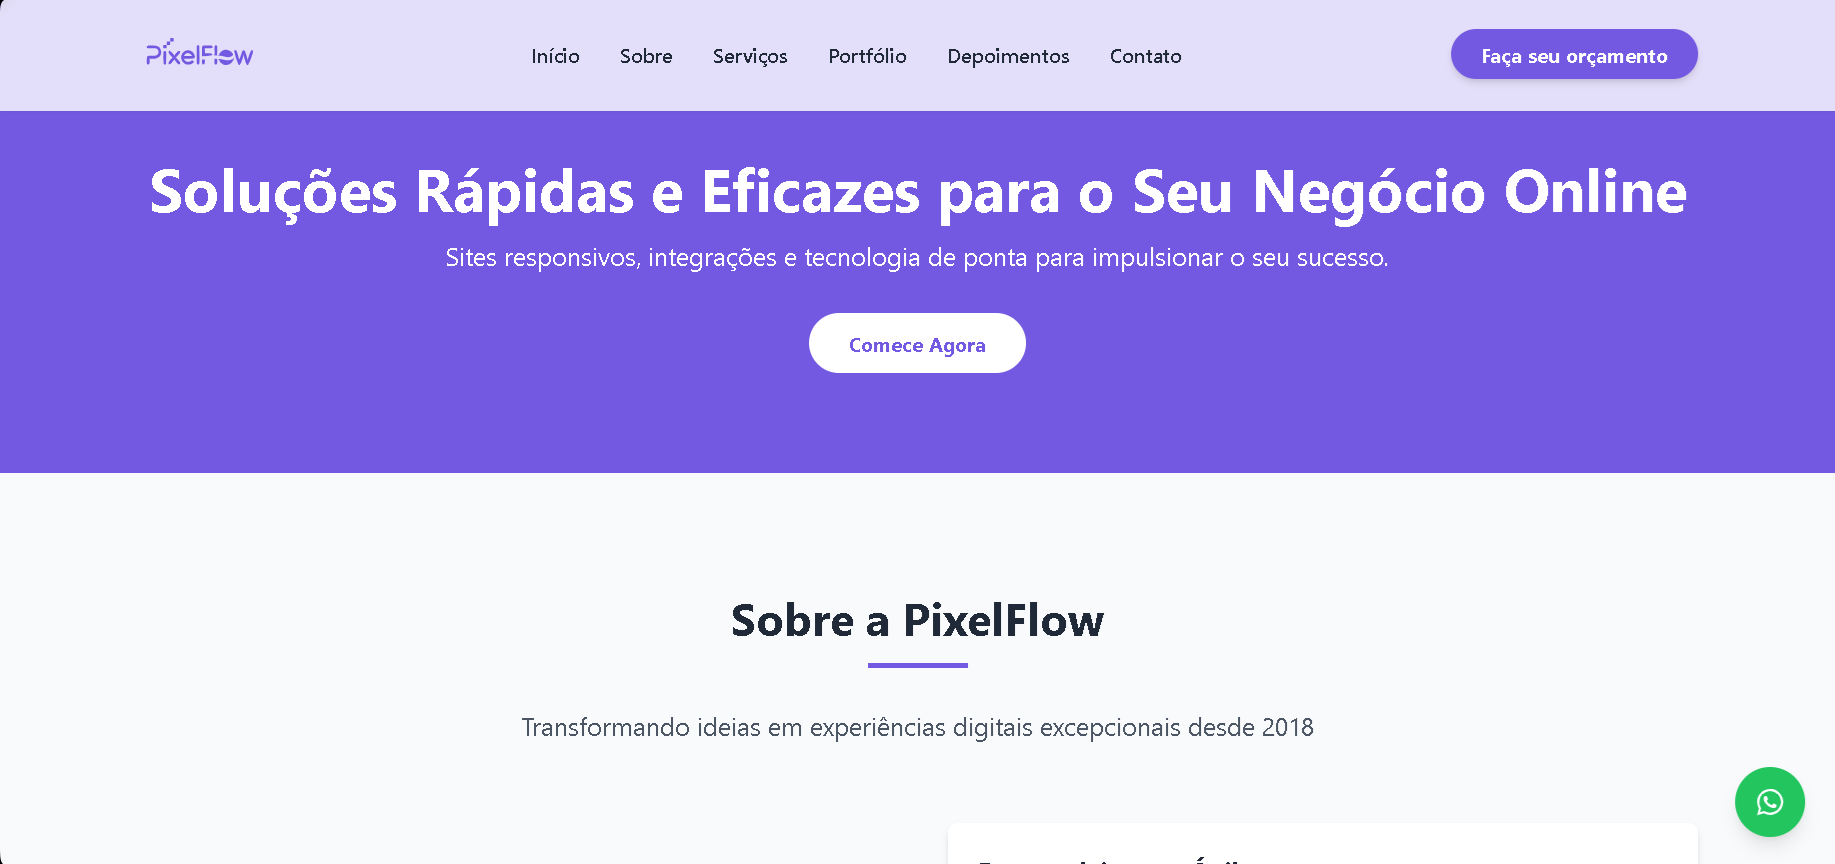 PixelFlow
Início Sobre Serviços Portfólio Depoimentos Contato
Faça seu orçamento
Soluções Rápidas e Eficazes para o Seu Negócio Online
Sites responsivos, integrações e tecnologia de ponta para impulsionar o seu sucesso.
Comece Agora
Sobre a PixelFlow
Transformando ideias em experiências digitais excepcionais desde 2018